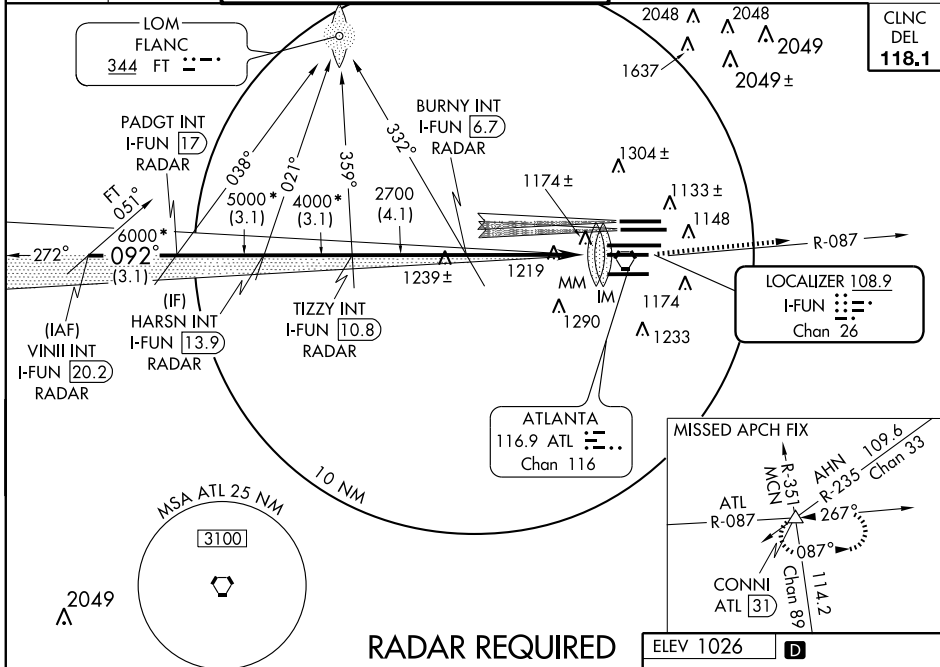 LOM
FLANC
344 FT
2048
2048
2049
1637
2049 ±
CLNC
DEL
118.1
PADGT INT
I-FUN 17
RADAR
BURNY INT
I-FUN 6.7
RADAR
038°
021°
359°
332°
FT
051°
6000*
092°
(3.1)
272°
5000*
(3.1)
4000*
(3.1)
2700
(4.1)
1304 ±
1174 ±
1133 ±
1148
R-087
1239 ±
1219
MM
IM
1290
1174
1233
(IAF)
VINII INT
I-FUN 20.2
RADAR
(IF)
HARSN INT
I-FUN 13.9
RADAR
TIZZY INT
I-FUN 10.8
RADAR
LOCALIZER 108.9
I-FUN
Chan 26
ATLANTA
116.9 ATL
Chan 116
10 NM
MSA ATL 25 NM
3100
2049
MISSED APCH FIX
R-351
MCN
AHN 109.6
R-235 Chan 33
ATL
R-087
267°
087°
CONNI
ATL 31
114.2
Chan 89
RADAR REQUIRED
ELEV 1026
D